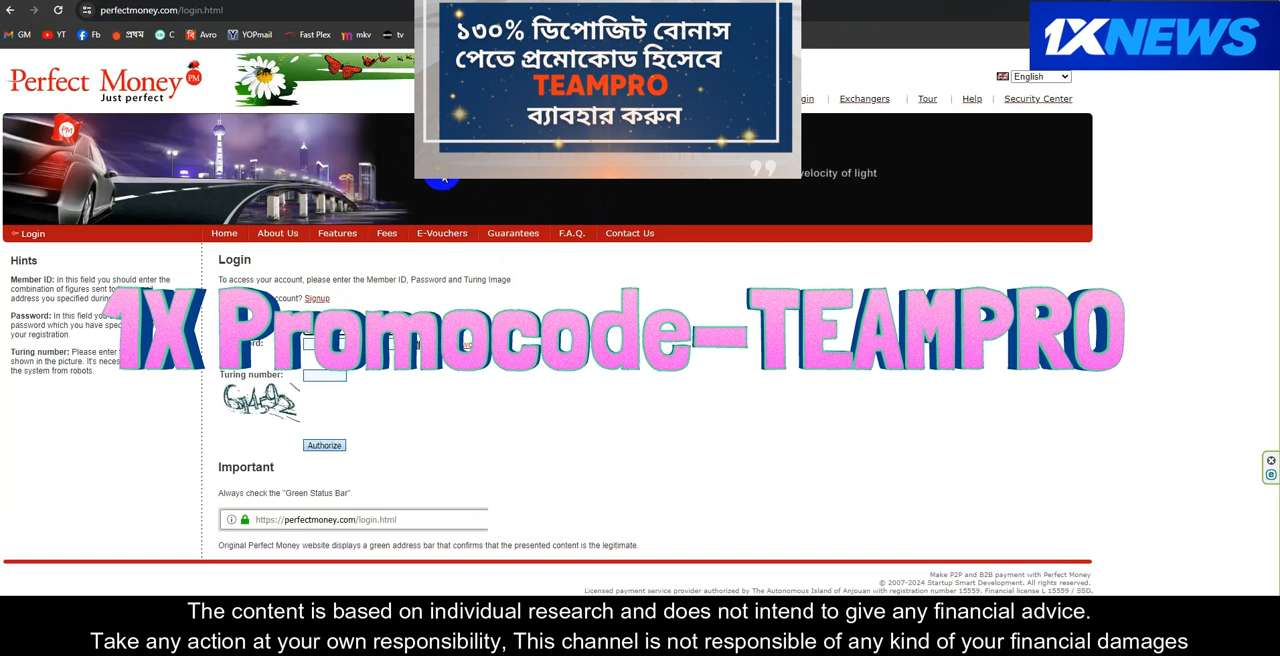 perfectmoney.com/login.html
GM YT Fb প্রথম C Avro YOPmail Fast Plex mkv tv
১৩০% ডিপোজিট বোনাস
পেতে প্রমোকোড হিসেবে
TEAMPRO
ব্যাবহার করুন
1XNEWS
Perfect Money PM
Just perfect
English
Exchangers | Tour | Help | Security Center
PM
velocity of light
Login
Home About Us Features Fees E-Vouchers Guarantees F.A.Q. Contact Us
Hints
Member ID: In this field you should enter the
combination of figures sent to
address you specified
Password: In this field
password which you have
your registration.
Turing number: Please enter
shown in the picture. It's
the system from robots.
Login
To access your account, please enter the Member ID, Password and Turing Image
account? Signup
1X Promocode-TEAMPRO
Turing number:
Authorize
Important
Always check the "Green Status Bar".
https://perfectmoney.com/login.html
Original Perfect Money website displays a green address bar that confirms that the presented content is the legitimate.
Make P2P and B2B payment with Perfect Money
© 2007-2024 Startup Smart Development. All rights reserved.
Licensed payment service provider authorized by The Autonomous Island of Anjouan with registration number 15559. Financial license L 15559 / SSD.
The content is based on individual research and does not intend to give any financial advice.
Take any action at your own responsibility, This channel is not responsible of any kind of your financial damages